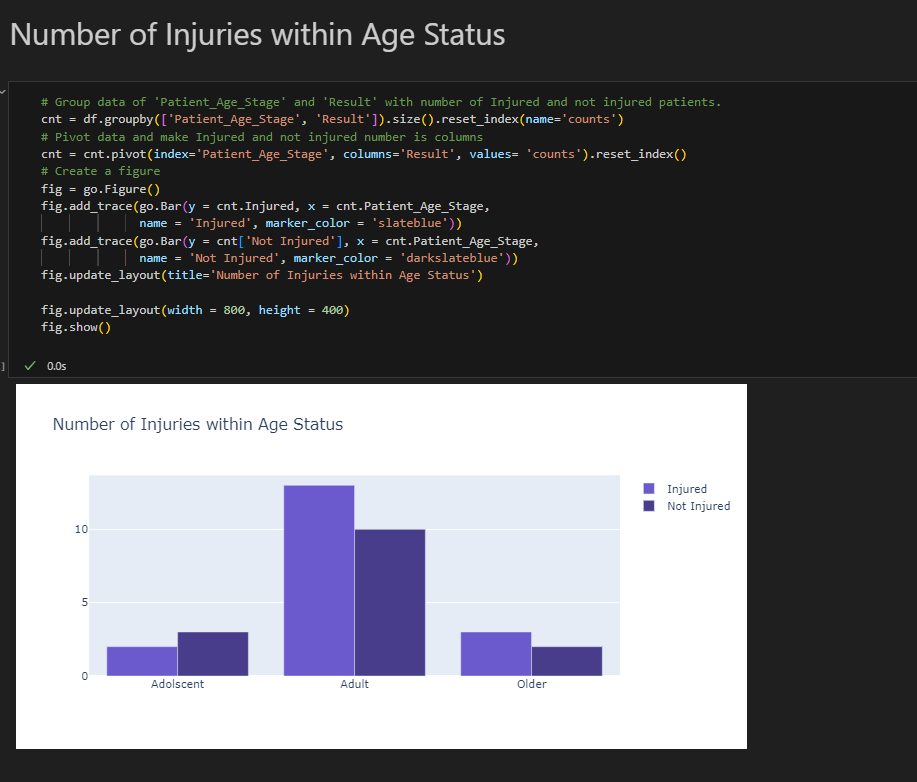 Number of Injuries within Age Status
# Group data of 'Patient_Age_Stage' and 'Result' with number of Injured and not injured patients.
cnt = df.groupby(['Patient_Age_Stage', 'Result']).size().reset_index(name='counts')
# Pivot data and make Injured and not injured number is columns
cnt = cnt.pivot(index='Patient_Age_Stage', columns='Result', values= 'counts').reset_index()
# Create a figure
fig = go.Figure()
fig.add_trace(go.Bar(y = cnt.Injured, x = cnt.Patient_Age_Stage,
name = 'Injured', marker_color = 'slateblue'))
fig.add_trace(go.Bar(y = cnt['Not Injured'], x = cnt.Patient_Age_Stage,
name = 'Not Injured', marker_color = 'darkslateblue'))
fig.update_layout(title='Number of Injuries within Age Status')
fig.update_layout(width = 800, height = 400)
fig.show()
] 0.0s
Number of Injuries within Age Status
Injured
Not Injured
10
5
0
Adolscent Adult Older